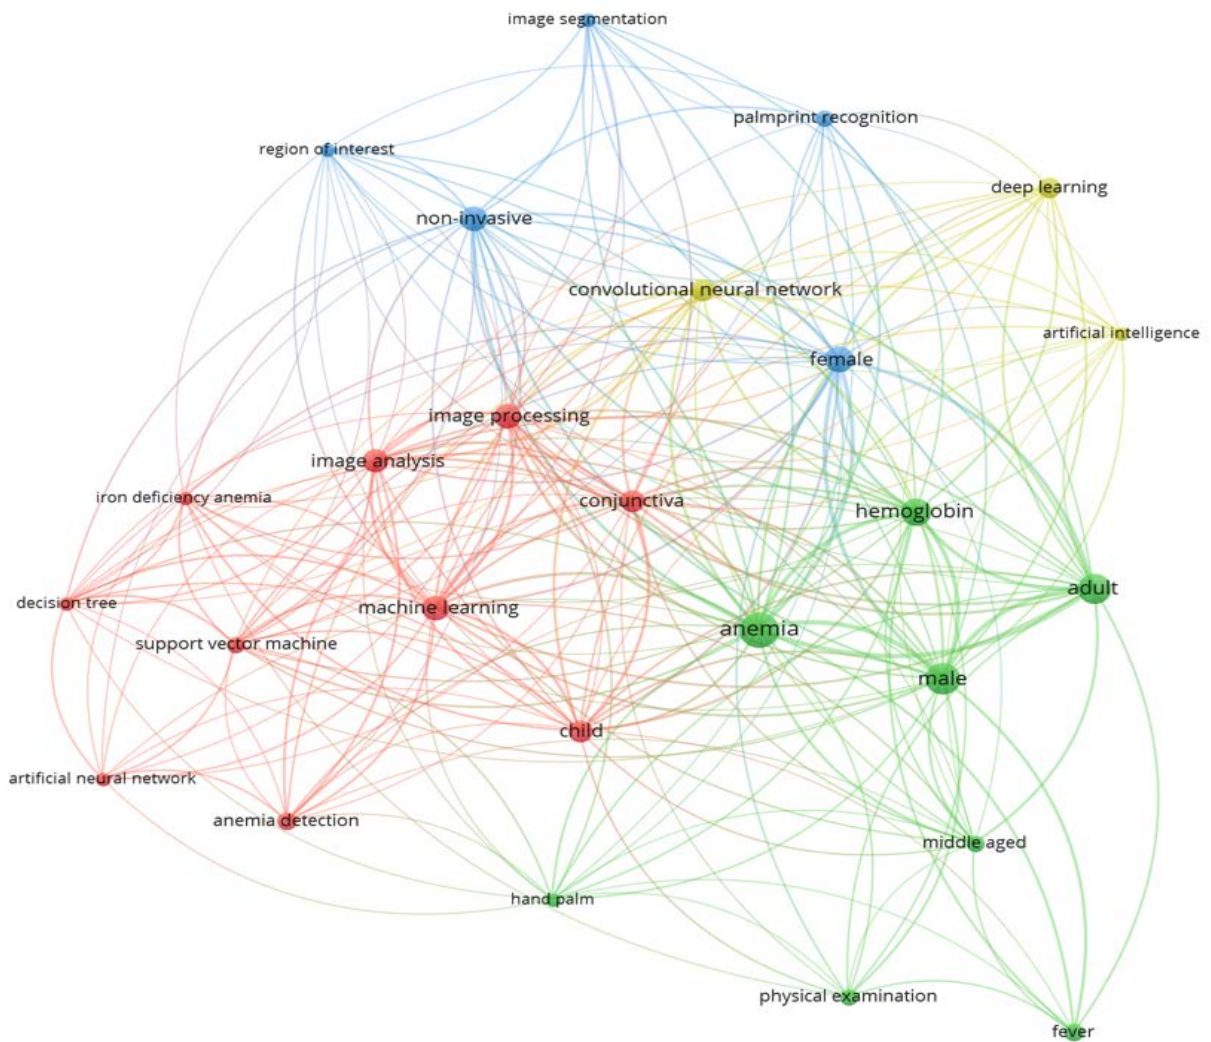 image segmentation
palmprint recognition
region of interest
deep learning
non-invasive
convolutional neural network
artificial intelligence
female
image processing
image analysis
iron deficiency anemia
conjunctiva
hemoglobin
adult
decision tree
machine learning
anemia
support vector machine
male
child
artificial neural network
anemia detection
middle aged
hand palm
physical examination
fever